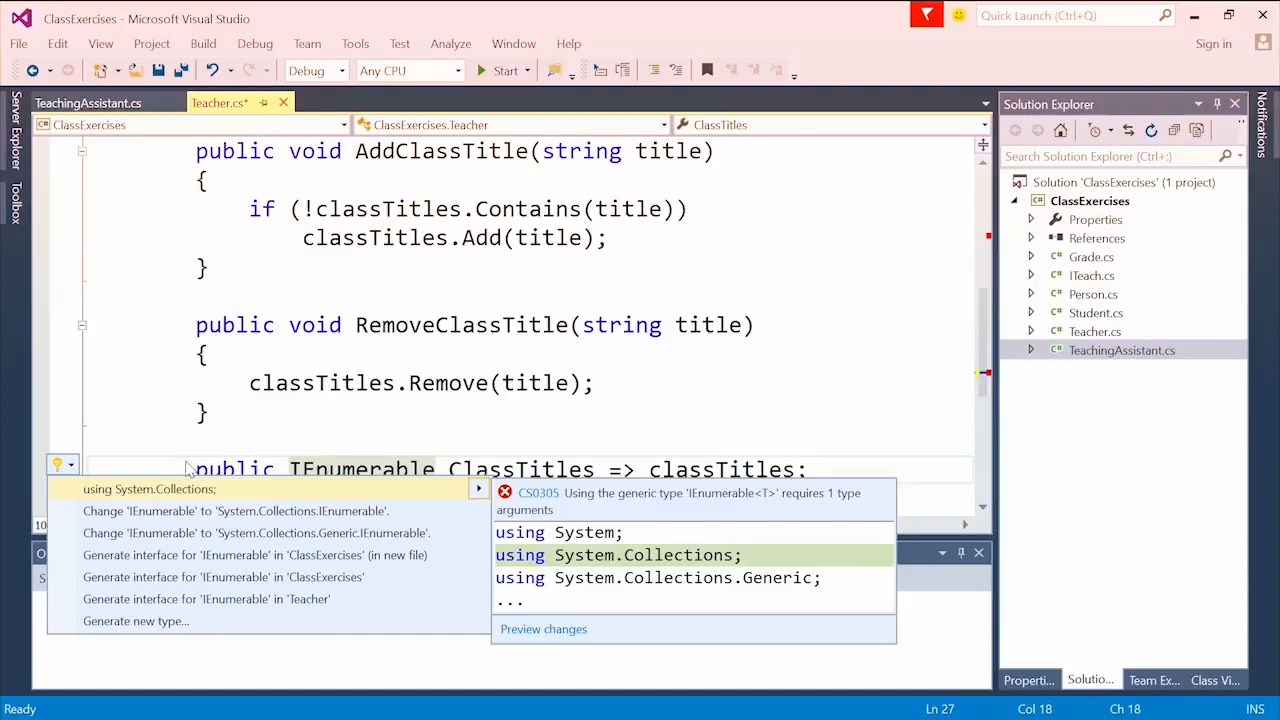 ClassExercises - Microsoft Visual Studio
Quick Launch (Ctrl+Q)
File Edit View Project Build Debug Team Tools Test Analyze Window Help
Sign in
Debug Any CPU Start
Server Explorer
Toolbox
TeachingAssistant.cs Teacher.cs*
ClassExercises ClassExercises.Teacher ClassTitles
public void AddClassTitle(string title)
{
if (!classTitles.Contains(title))
classTitles.Add(title);
}
public void RemoveClassTitle(string title)
{
classTitles.Remove(title);
}
public IEnumerable ClassTitles => classTitles;
using System.Collections;
Change 'IEnumerable' to 'System.Collections.IEnumerable'.
Change 'IEnumerable' to 'System.Collections.Generic.IEnumerable'.
Generate interface for 'IEnumerable' in 'ClassExercises' (in new file)
Generate interface for 'IEnumerable' in 'ClassExercises'
Generate interface for 'IEnumerable' in 'Teacher'
Generate new type...
CS0305 Using the generic type 'IEnumerable<T>' requires 1 type
arguments
using System;
using System.Collections;
using System.Collections.Generic;
...
Preview changes
10
O
S
Solution Explorer
Search Solution Explorer (Ctrl+;)
Solution 'ClassExercises' (1 project)
ClassExercises
Properties
References
C# Grade.cs
C# ITeach.cs
C# Person.cs
C# Student.cs
C# Teacher.cs
C# TeachingAssistant.cs
Properti... Solutio... Team Ex... Class Vi...
Notifications
Ready Ln 27 Col 18 Ch 18 INS